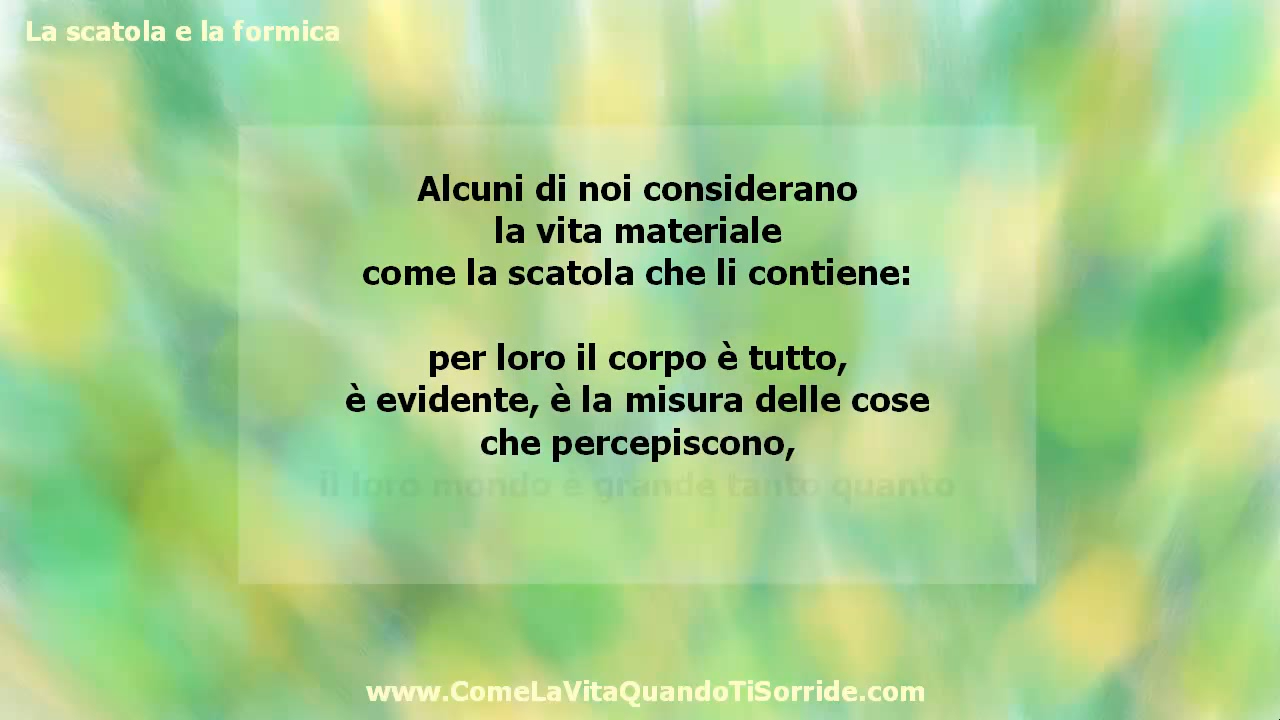 La scatola e la formica
Alcuni di noi considerano
la vita materiale
come la scatola che li contiene:
per loro il corpo è tutto,
è evidente, è la misura delle cose
che percepiscono,
il loro mondo è grande tanto quanto
www.ComeLaVitaQuandoTiSorride.com